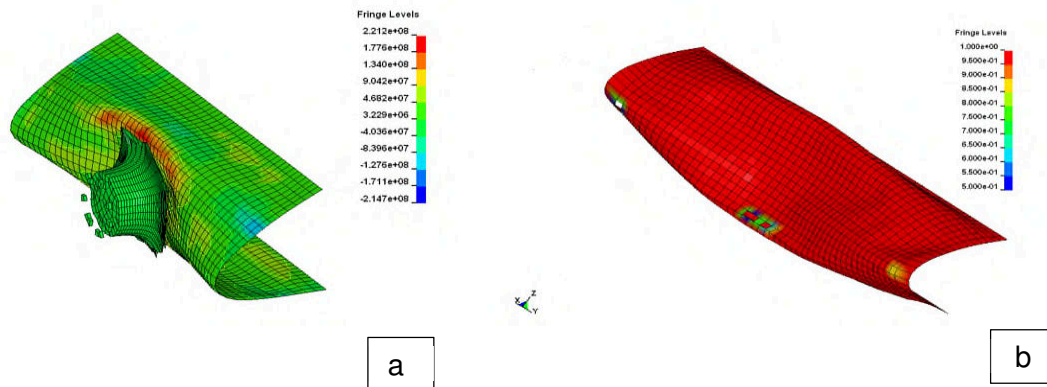 Fringe Levels
2.212e+08
1.776e+08
1.340e+08
9.042e+07
4.682e+07
3.229e+06
-4.036e+07
-8.397e+07
-1.276e+08
-1.711e+08
-2.147e+08
a
X Z
Y
Fringe Levels
1.000e+00
9.500e-01
9.000e-01
8.500e-01
8.000e-01
7.500e-01
7.000e-01
6.500e-01
6.000e-01
5.500e-01
5.000e-01
b